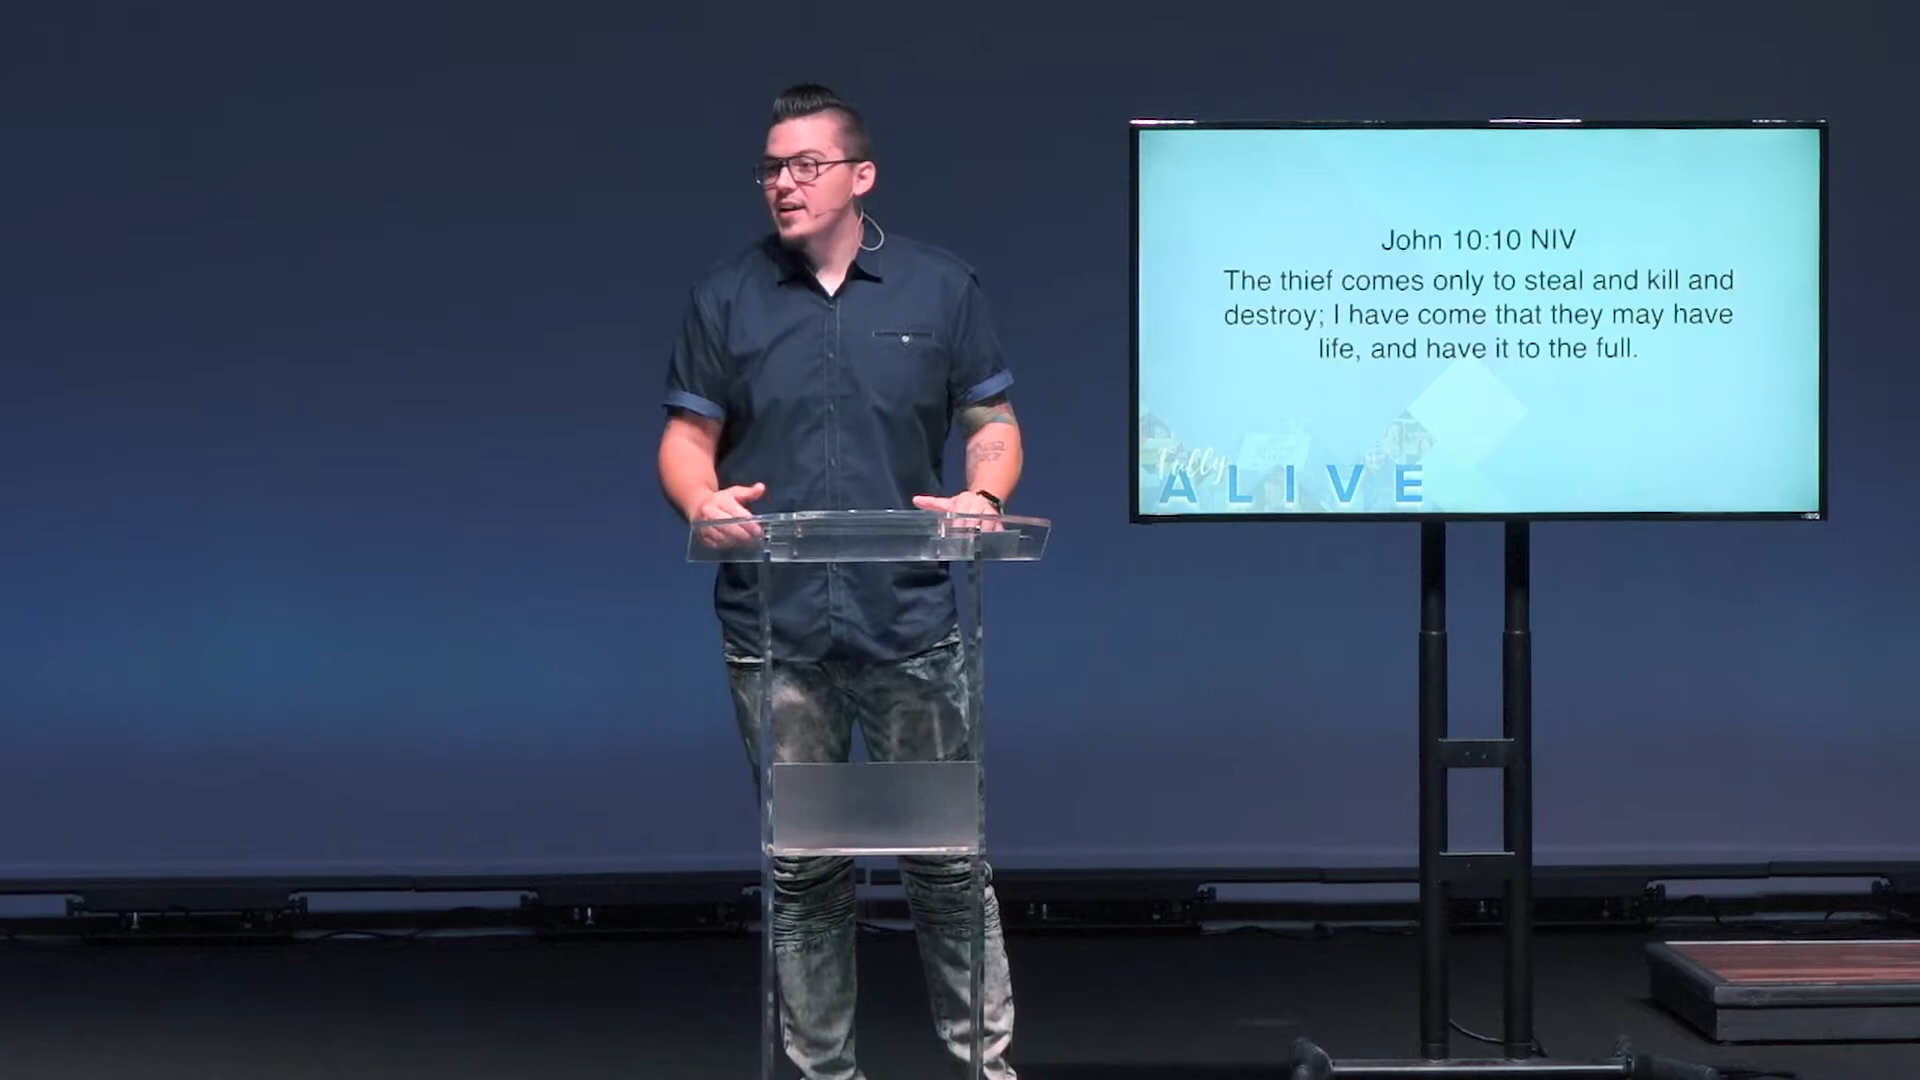 John 10:10 NIV
The thief comes only to steal and kill and
destroy; I have come that they may have
life, and have it to the full.
Fully
ALIVE